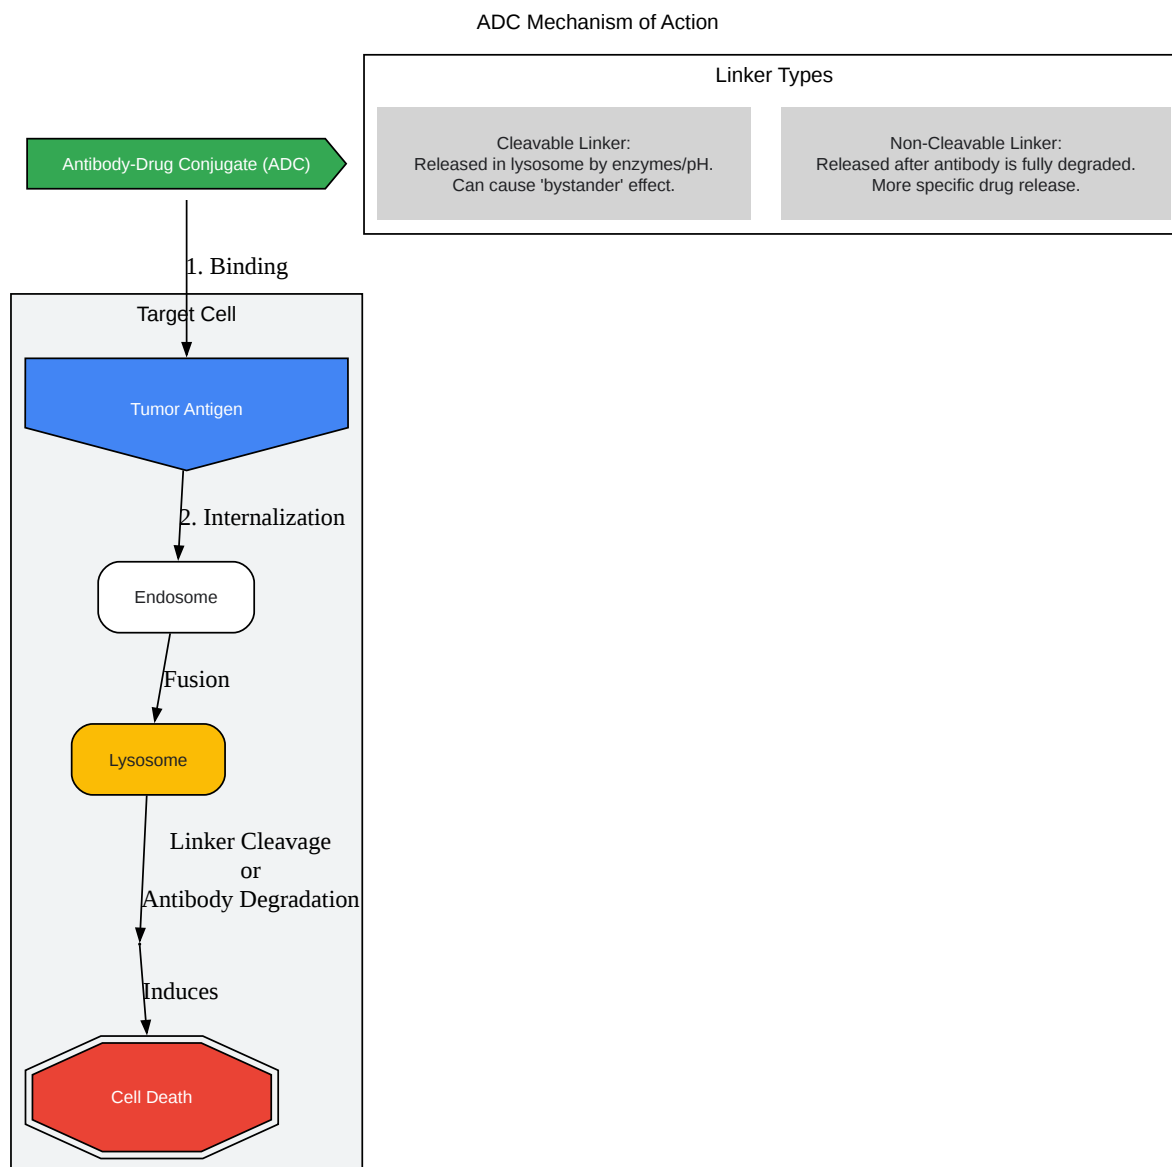 ADC Mechanism of Action
Linker Types
Cleavable Linker:
Released in lysosome by enzymes/pH.
Can cause 'bystander' effect.
Non-Cleavable Linker:
Released after antibody is fully degraded.
More specific drug release.
Antibody-Drug Conjugate (ADC)
1. Binding
Target Cell
Tumor Antigen
2. Internalization
Endosome
Fusion
Lysosome
Linker Cleavage
or
Antibody Degradation
Induces
Cell Death